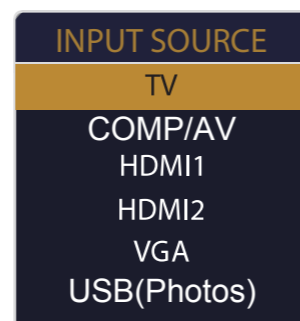 INPUT SOURCE
TV
COMP/AV
HDMI1
HDMI2
VGA
USB(Photos)